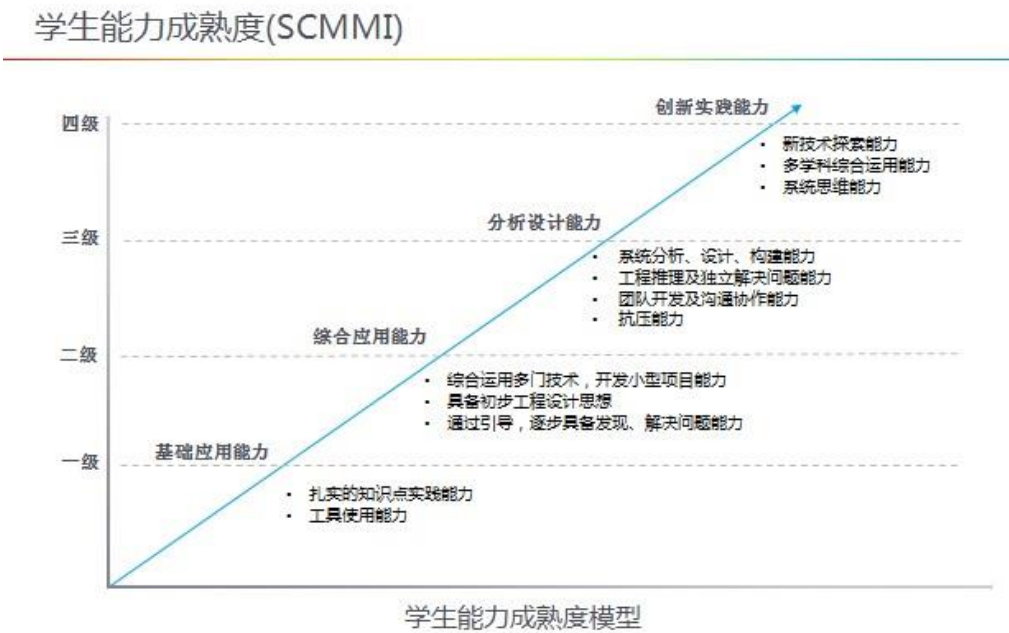 学生能力成熟度(SCMMI)
四级
创新实践能力
• 新技术探索能力
• 多学科综合运用能力
• 系统思维能力
三级
分析设计能力
• 系统分析、设计、构建能力
• 工程推理及独立解决问题能力
• 团队开发及沟通协作能力
• 抗压能力
二级
综合应用能力
• 综合运用多门技术，开发小型项目能力
• 具备初步工程设计思想
• 通过引导，逐步具备发现、解决问题能力
一级
基础应用能力
• 扎实的知识点实践能力
• 工具使用能力
学生能力成熟度模型